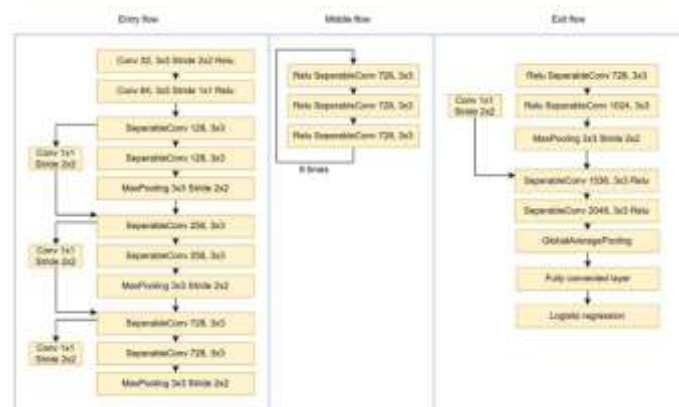 Entry flow
Conv 32, 3x3 Stride 2x2 Relu
Conv 64, 3x3 Stride 1x1 Relu
SeparableConv 128, 3x3
Conv 1x1
Stride 2x2
SeparableConv 128, 3x3
MaxPooling 3x3 Stride 2x2
SeparableConv 256, 3x3
Conv 1x1
Stride 2x2
SeparableConv 256, 3x3
MaxPooling 3x3 Stride 2x2
SeparableConv 728, 3x3
Conv 1x1
Stride 2x2
SeparableConv 728, 3x3
MaxPooling 3x3 Stride 2x2
Middle flow
Relu SeparableConv 728, 3x3
Relu SeparableConv 728, 3x3
Relu SeparableConv 728, 3x3
8 times
Exit flow
Relu SeparableConv 728, 3x3
Conv 1x1
Stride 2x2
Relu SeparableConv 1024, 3x3
MaxPooling 3x3 Stride 2x2
SeparableConv 1536, 3x3 Relu
SeparableConv 2048, 3x3 Relu
GlobalAveragePooling
Fully connected layer
Logistic regression